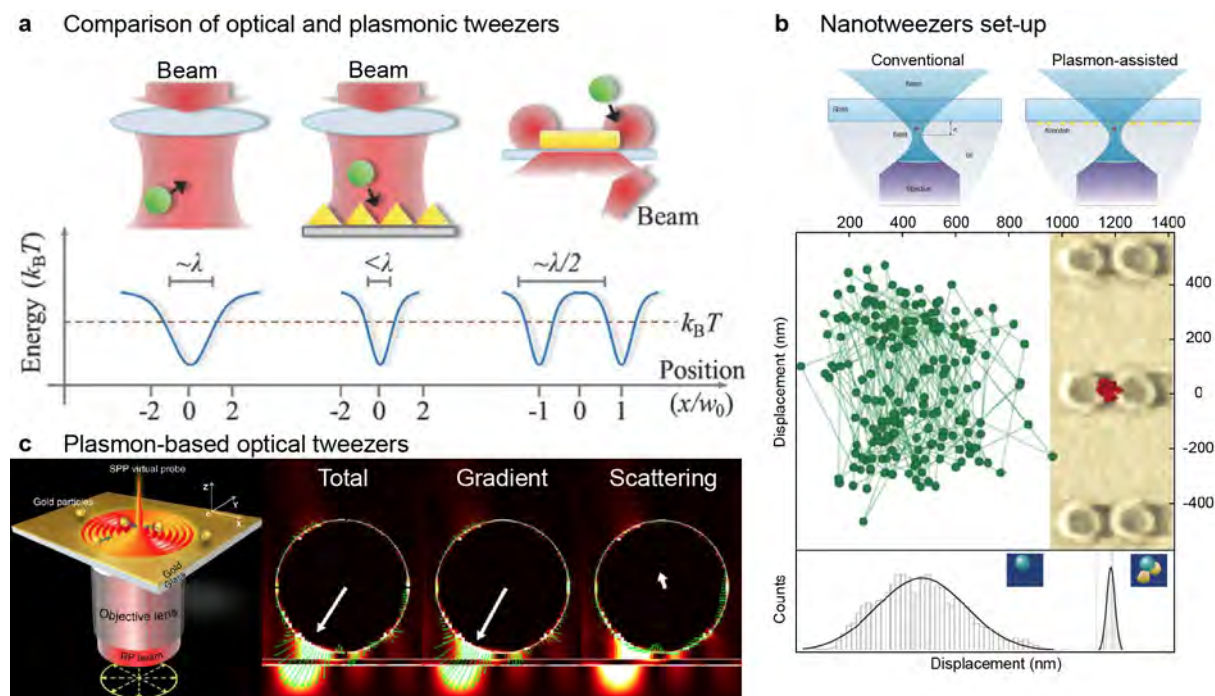 a Comparison of optical and plasmonic tweezers
Beam
Beam
Beam
Energy (kBT)
~λ
<λ
~λ/2
kBT
Position
(x/w0)
-2 0 2
-2 0 2
-1 0 1
b Nanotweezers set-up
Conventional
Plasmon-assisted
Objective
Objective
200 400 600 800 1000 1200 1400
Displacement (nm)
400
200
0
-200
-400
Counts
Displacement (nm)
c Plasmon-based optical tweezers
SPP virtual probe
Gold particles
Z
Y
X
Objective lens
RP beam
Total
Gradient
Scattering